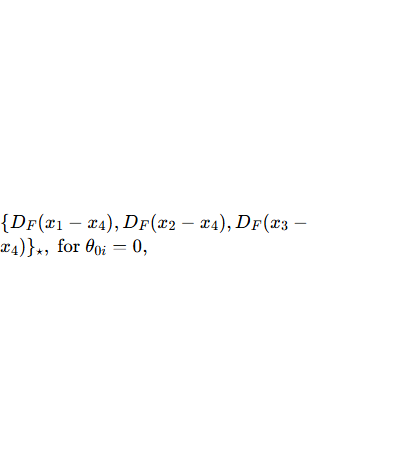 {D_F(x_1 − x_4), D_F(x_2 − x_4), D_F(x_3 −
x_4)}_⋆, for θ_{0i} = 0,